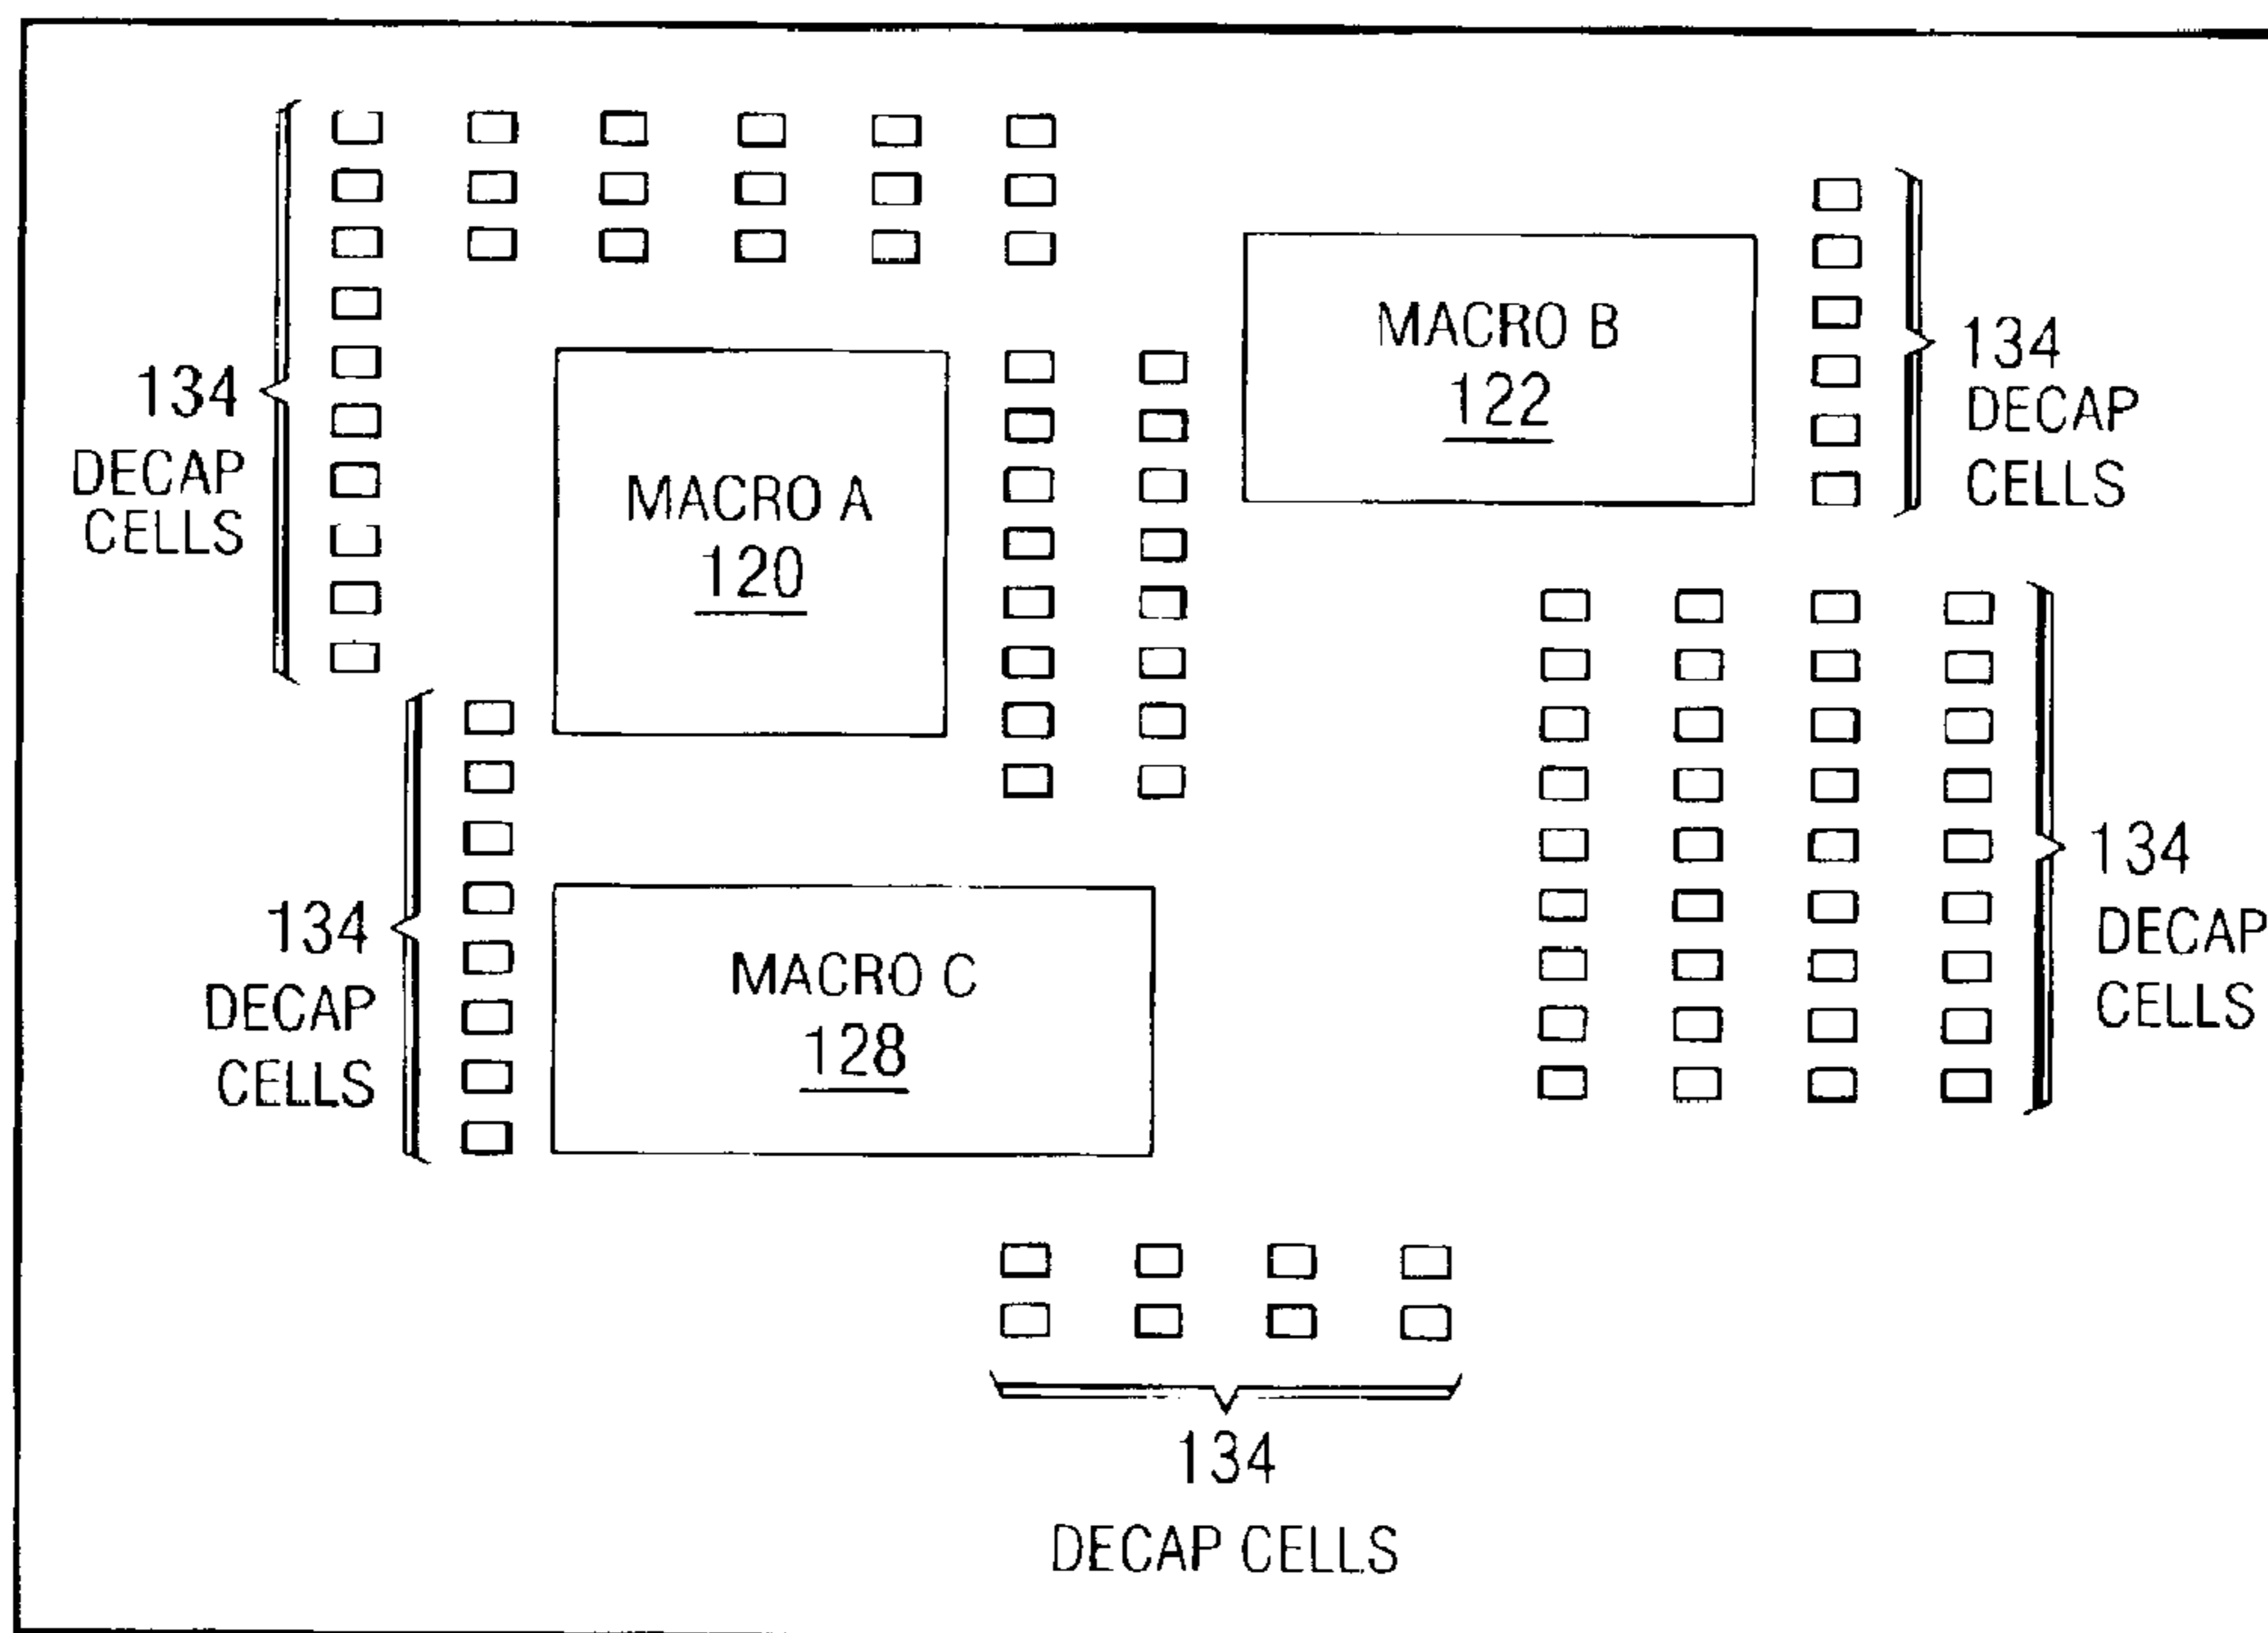 134
DECAP
CELLS
MACRO A
120
MACRO B
122
134
DECAP
CELLS
134
DECAP
CELLS
MACRO C
128
134
DECAP
CELLS
134
DECAP CELLS